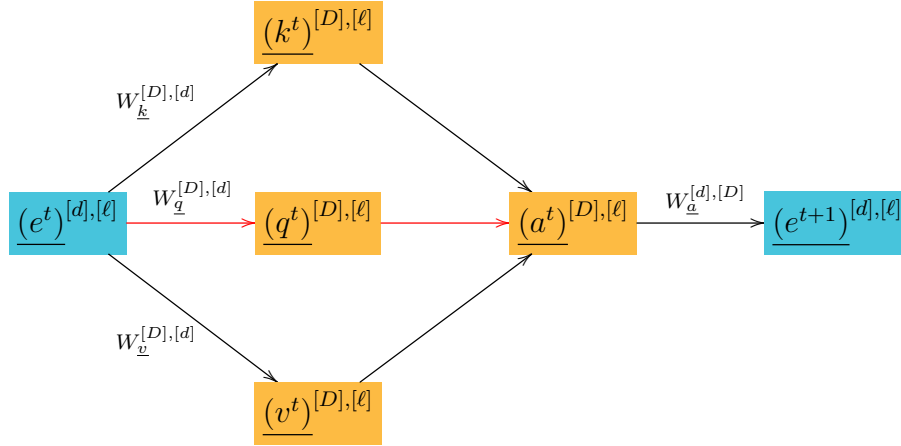 (k^t)^{[D],[ℓ]}
W_k^{[D],[d]}
(e^t)^{[d],[ℓ]} W_q^{[D],[d]} (q^t)^{[D],[ℓ]} (a^t)^{[D],[ℓ]} W_a^{[d],[D]} (e^{t+1})^{[d],[ℓ]}
W_v^{[D],[d]}
(v^t)^{[D],[ℓ]}